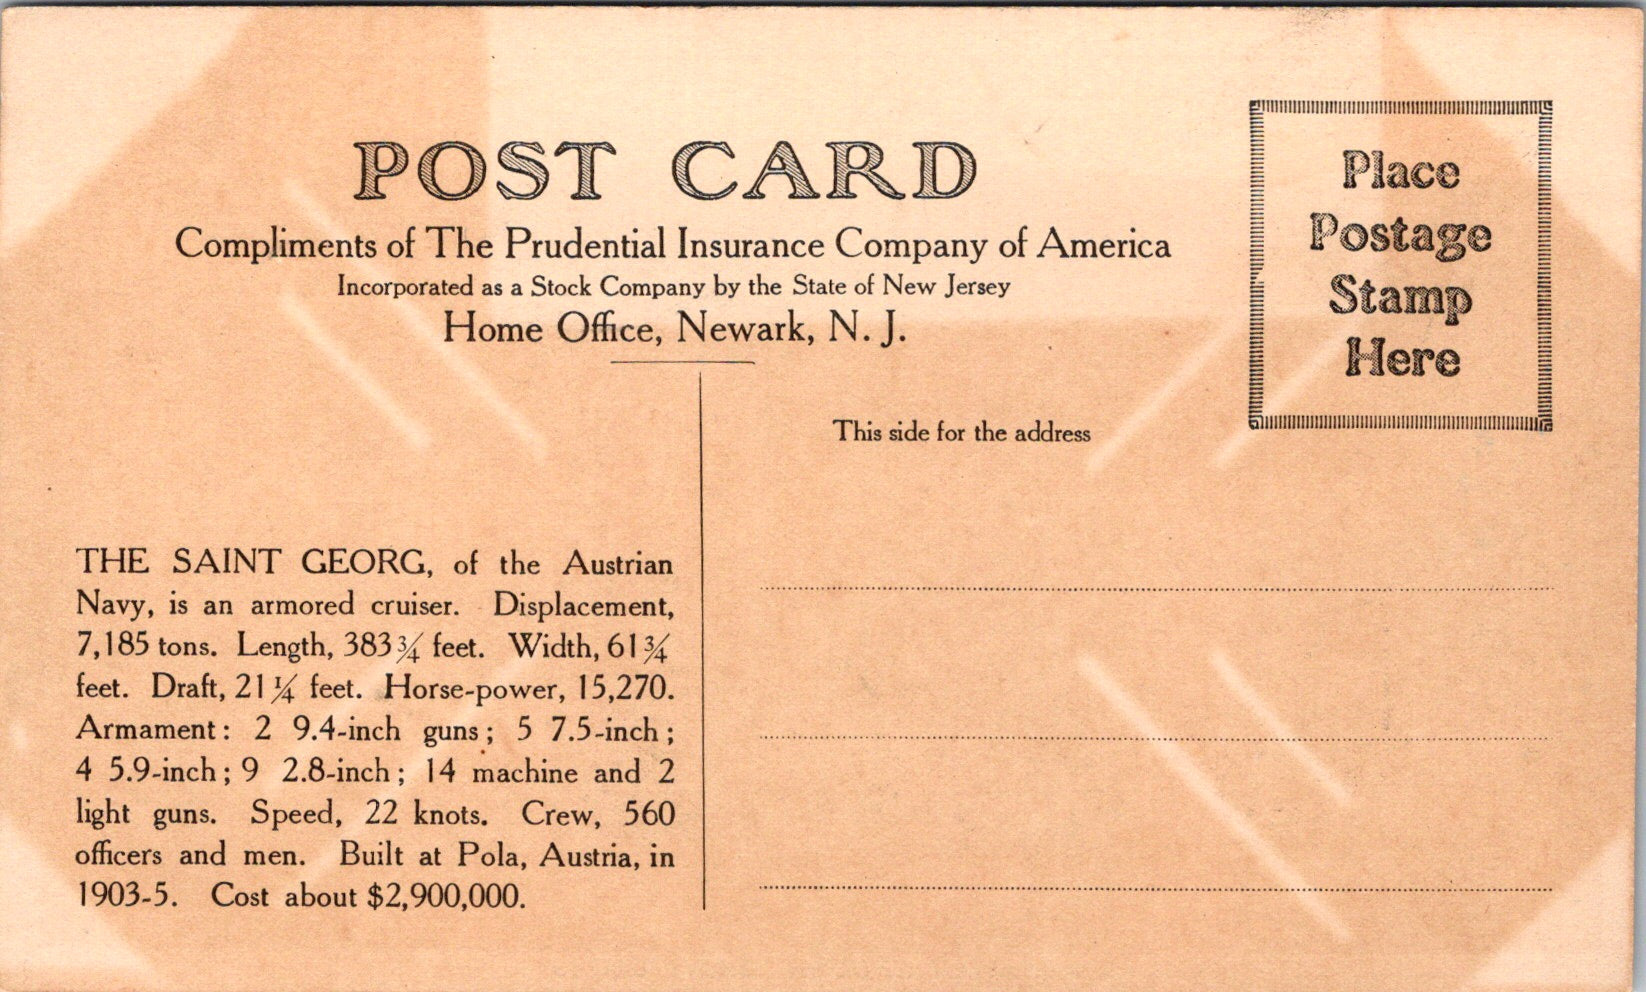 POST CARD
Compliments of The Prudential Insurance Company of America
Incorporated as a Stock Company by the State of New Jersey
Home Office, Newark, N. J.
Place
Postage
Stamp
Here
This side for the address
THE SAINT GEORG, of the Austrian
Navy, is an armored cruiser. Displacement,
7,185 tons. Length, 383¾ feet. Width, 61¾
feet. Draft, 21¼ feet. Horse-power, 15,270.
Armament: 2 9.4-inch guns; 5 7.5-inch;
4 5.9-inch; 9 2.8-inch; 14 machine and 2
light guns. Speed, 22 knots. Crew, 560
officers and men. Built at Pola, Austria, in
1903-5. Cost about $2,900,000.